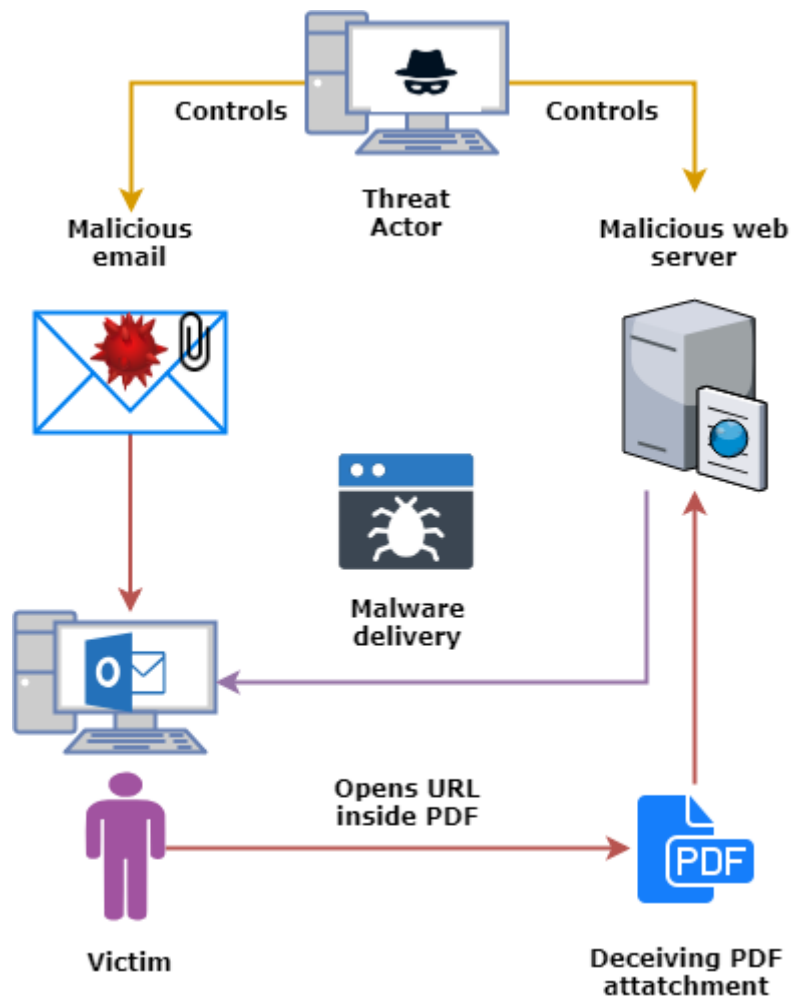 Controls
Controls
Threat
Actor
Malicious
email
Malicious web
server
Malware
delivery
O
Opens URL
inside PDF
PDF
Victim
Deceiving PDF
attatchment